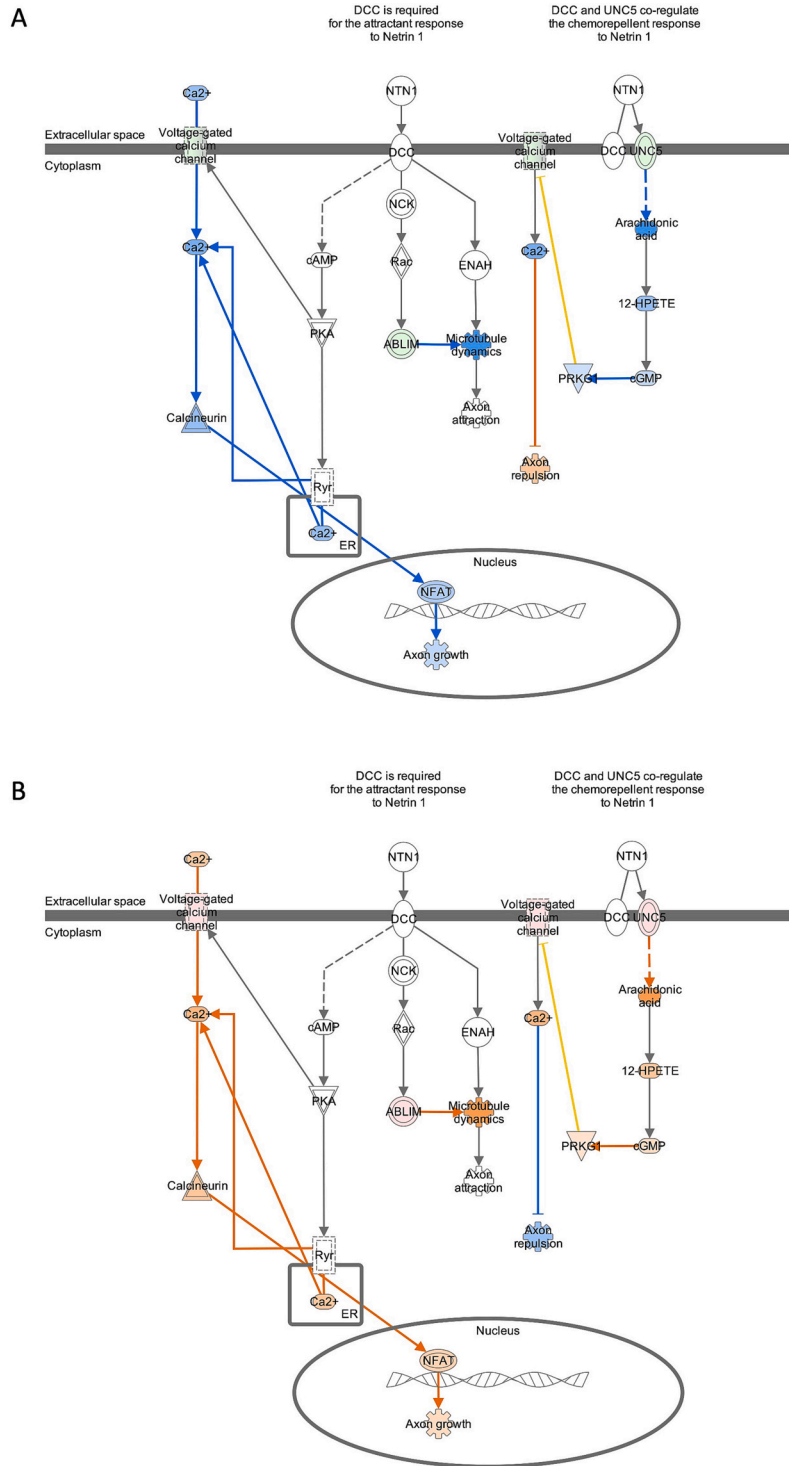 A
DCC is required
for the attractant response
to Netrin 1
DCC and UNC5 co-regulate
the chemorepellent response
to Netrin 1
Ca2+
NTN1
NTN1
Extracellular space
Voltage-gated
calcium
channel
Voltage-gated
calcium
channel
DCC
DCC
UNC5
Cytoplasm
NCK
Arachidonic
acid
Ca2+
cAMP
Rac
ENAH
Ca2+
12-HPETE
PKA
ABLIM
Microtubule
dynamics
PRKG
cGMP
Calcineurin
Axon
attraction
Axon
repulsion
Ryr
Ca2+
ER
Nucleus
NFAT
Axon growth
B
DCC is required
for the attractant response
to Netrin 1
DCC and UNC5 co-regulate
the chemorepellent response
to Netrin 1
Ca2+
NTN1
NTN1
Extracellular space
Voltage-gated
calcium
channel
Voltage-gated
calcium
channel
DCC
DCC
UNC5
Cytoplasm
NCK
Arachidonic
acid
Ca2+
cAMP
Rac
ENAH
Ca2+
12-HPETE
PKA
ABLIM
Microtubule
dynamics
PRKG
cGMP
Calcineurin
Axon
attraction
Axon
repulsion
Ryr
Ca2+
ER
Nucleus
NFAT
Axon growth